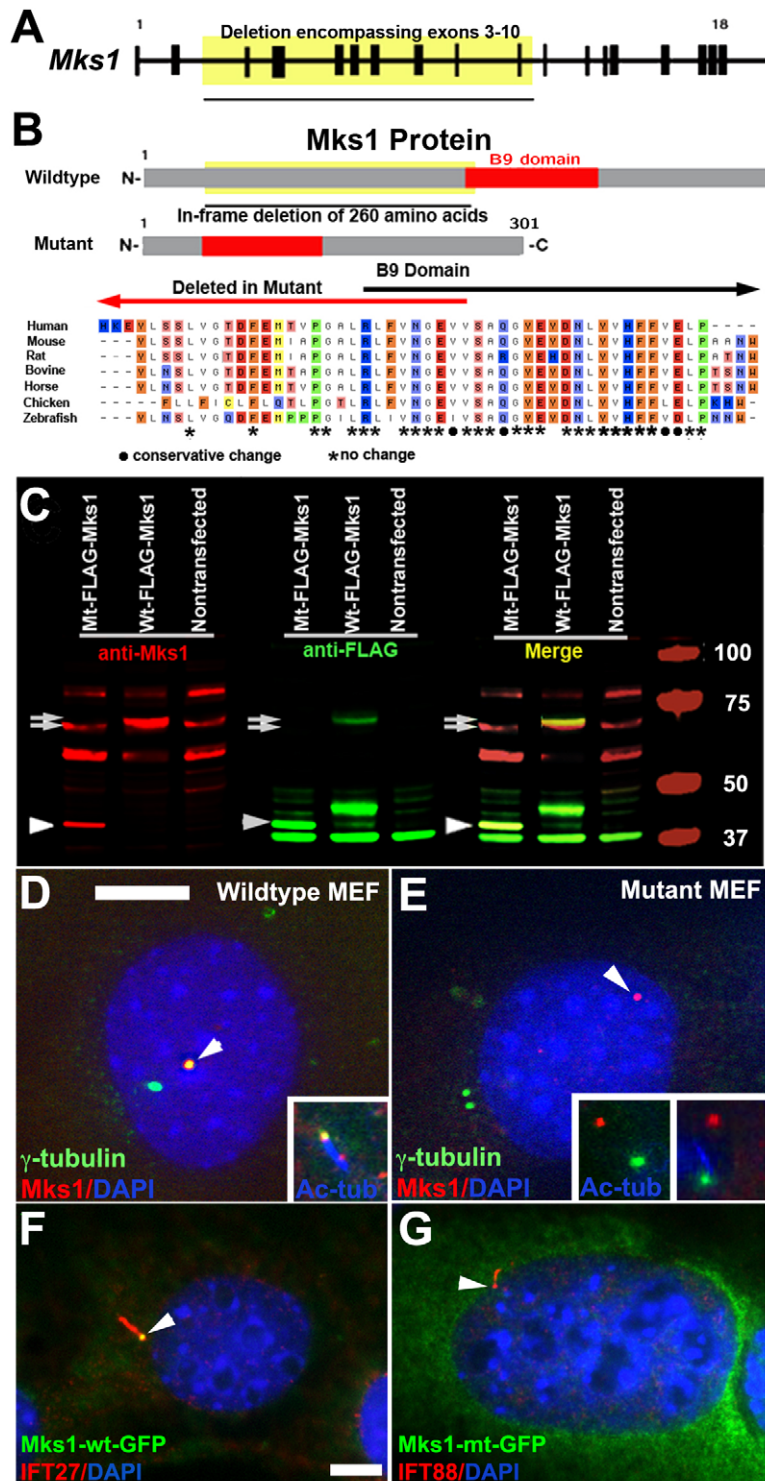 A
1
Deletion encompassing exons 3-10
18
Mks1
B
Mks1 Protein
1
B9 domain
Wildtype
N-
In-frame deletion of 260 amino acids
1
301
Mutant
N-
-C
Deleted in Mutant
B9 Domain
Human
Mouse
Rat
Bovine
Horse
Chicken
Zebrafish
● conservative change
*no change
C
Mt-FLAG-Mks1
Wt-FLAG-Mks1
Nontransfected
Mt-FLAG-Mks1
Wt-FLAG-Mks1
Nontransfected
Mt-FLAG-Mks1
Wt-FLAG-Mks1
Nontransfected
anti-Mks1
anti-FLAG
Merge
100
75
50
37
D
Wildtype MEF
γ-tubulin
Mks1/DAPI
Ac-tub
E
Mutant MEF
γ-tubulin
Mks1/DAPI
Ac-tub
F
Mks1-wt-GFP
IFT27/DAPI
G
Mks1-mt-GFP
IFT88/DAPI